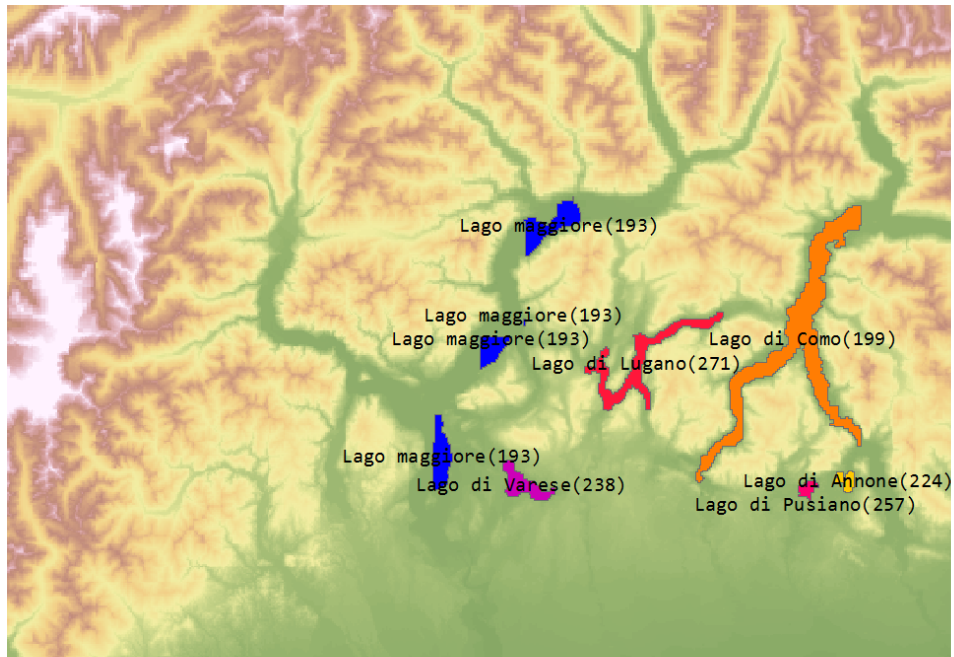 Lago maggiore(193)
Lago maggiore(193)
Lago maggiore(193)
Lago di Como(199)
Lago di Lugano(271)
Lago maggiore(193)
Lago di Varese(238)
Lago di Annone(224)
Lago di Pusiano(257)